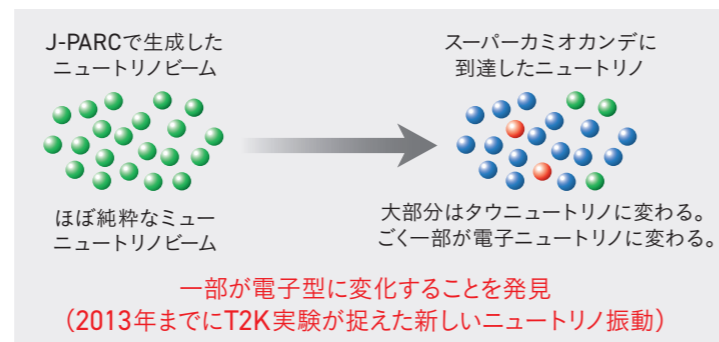 J-PARCで生成した
ニュートリノビーム
スーパーカミオカンデに
到達したニュートリノ
ほぼ純粋なミュー
ニュートリノビーム
大部分はタウニュートリノに変わる。
ごく一部が電子ニュートリノに変わる。
一部が電子型に変化することを発見
（2013年までにT2K実験が捉えた新しいニュートリノ振動）